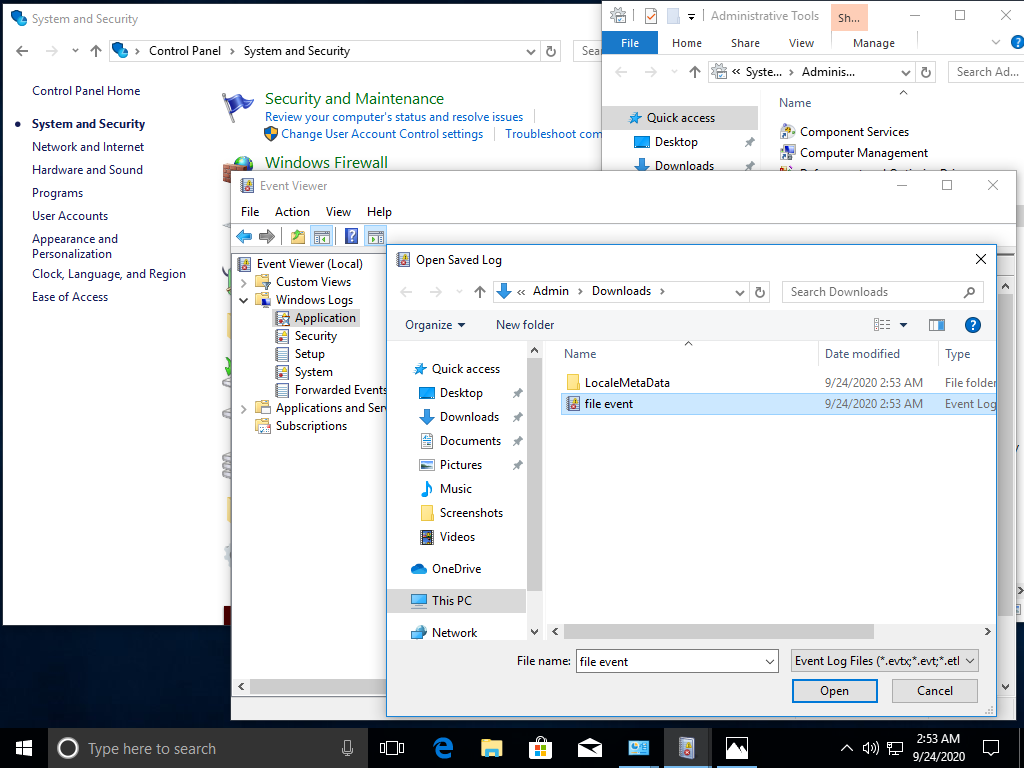 System and Security
Control Panel
System and Security
Sea
Control Panel Home
System and Security
Network and Internet
Hardware and Sound
Programs
User Accounts
Appearance and
Personalization
Clock, Language, and Region
Ease of Access
Security and Maintenance
Review your computer's status and resolve issues
Change User Account Control settings
Troubleshoot com
Windows Firewall
Administrative Tools
Sh...
File
Home
Share
View
Manage
« Syste...
Adminis...
Search Ad...
Quick access
Desktop
Downloads
Name
Component Services
Computer Management
Event Viewer
File
Action
View
Help
Event Viewer (Local)
Custom Views
Windows Logs
Application
Security
Setup
System
Forwarded Events
Applications and Ser
Subscriptions
Open Saved Log
« Admin
Downloads
Search Downloads
Organize
New folder
Quick access
Desktop
Downloads
Documents
Pictures
Music
Screenshots
Videos
OneDrive
This PC
Network
Name
Date modified
Type
LocaleMetaData
9/24/2020 2:53 AM
File folder
file event
9/24/2020 2:53 AM
Event Log
File name:
file event
Event Log Files (*.evtx;*.evt;*.etl
Open
Cancel
Type here to search
2:53 AM
9/24/2020